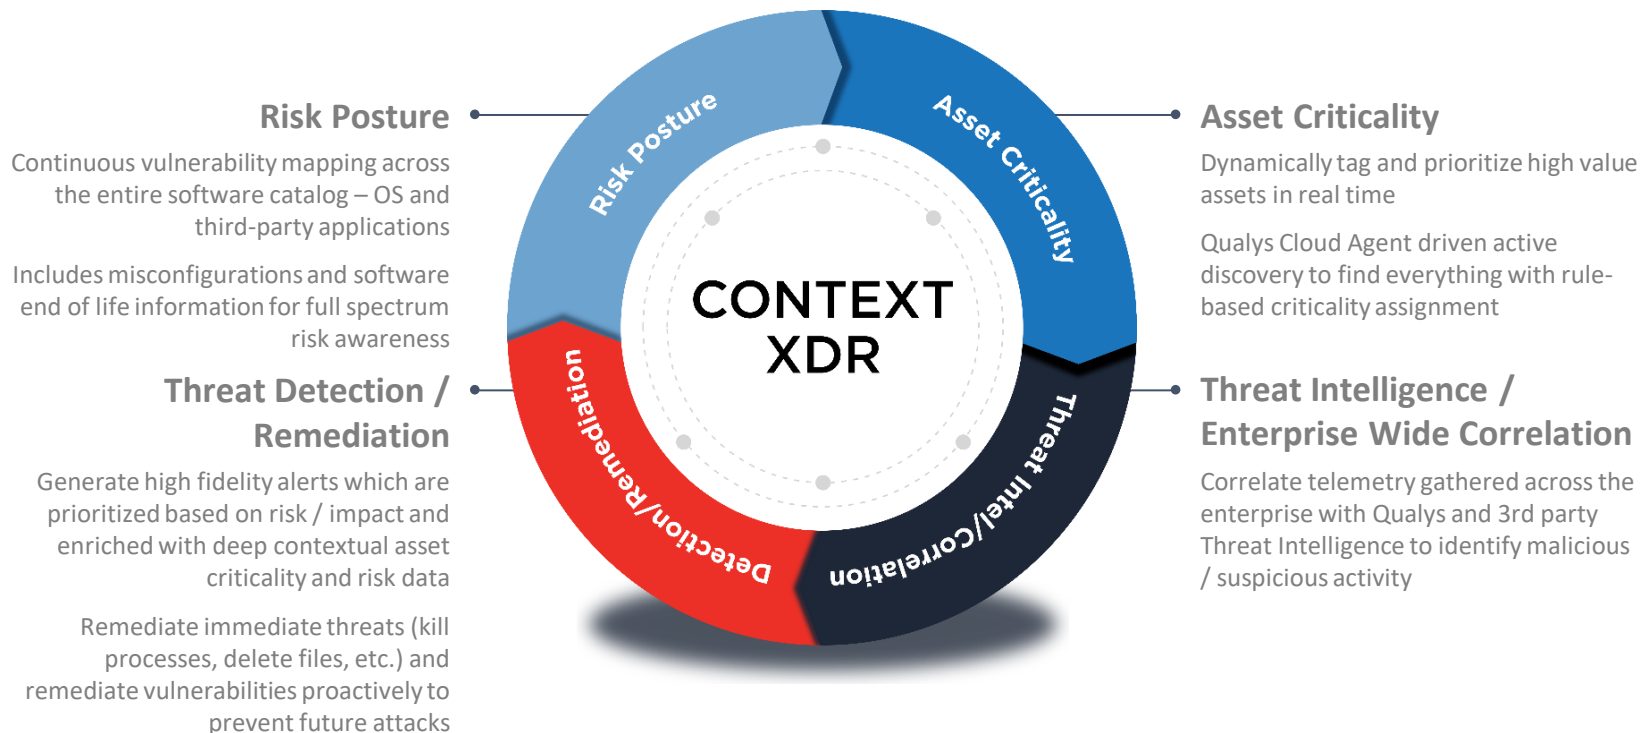 Risk Posture
Continuous vulnerability mapping across
the entire software catalog – OS and
third-party applications
Includes misconfigurations and software
end of life information for full spectrum
risk awareness
Threat Detection /
Remediation
Generate high fidelity alerts which are
prioritized based on risk / impact and
enriched with deep contextual asset
criticality and risk data
Remediate immediate threats (kill
processes, delete files, etc.) and
remediate vulnerabilities proactively to
prevent future attacks
Risk Posture
Asset Criticality
CONTEXT
XDR
Detection/Remediation
Threat Intel/Correlation
Asset Criticality
Dynamically tag and prioritize high value
assets in real time
Qualys Cloud Agent driven active
discovery to find everything with rule-
based criticality assignment
Threat Intelligence /
Enterprise Wide Correlation
Correlate telemetry gathered across the
enterprise with Qualys and 3rd party
Threat Intelligence to identify malicious
/ suspicious activity